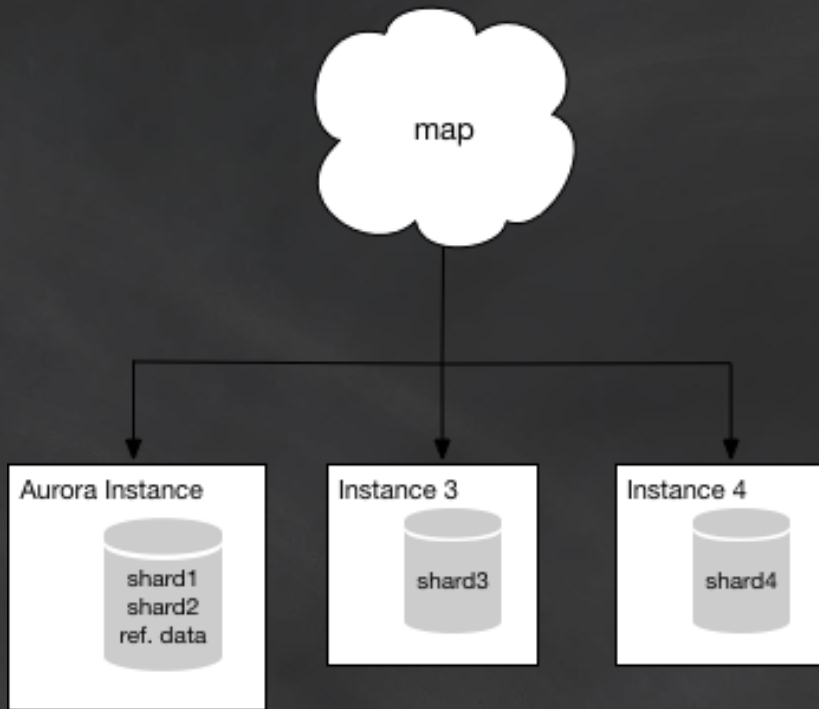 map
Aurora Instance
shard1
shard2
ref. data
Instance 3
shard3
Instance 4
shard4